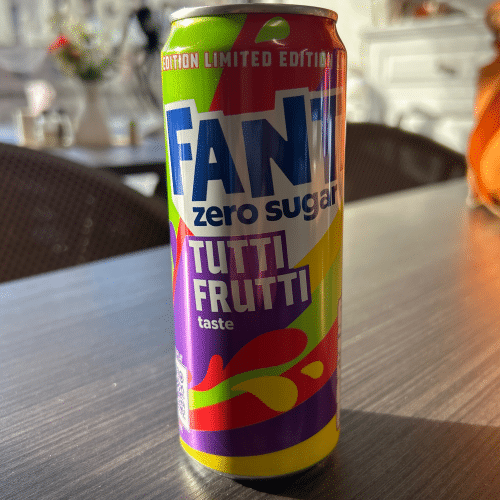 EDITION LIMITED EDITION
FANT
zero sugar
TUTTI
FRUTTI
taste